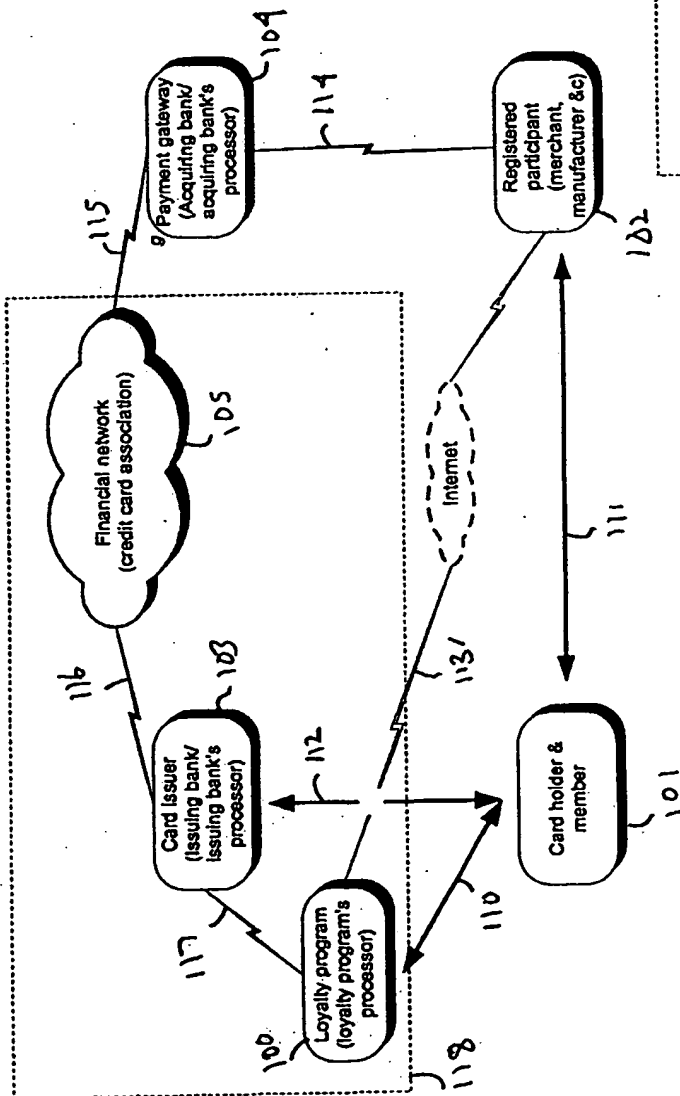 Financial network
(credit card association)
105
115
g Payment gateway
(Acquiring bank/
acquiring bank's
processor)
104
116
114
Card issuer
(Issuing bank/
Issuing bank's
processor)
103
117
112
Loyalty program
(loyalty program's
processor)
100
118
113
Internet
Registered
participant
(merchant,
manufacturer &c)
102
110
111
Card holder &
member
101